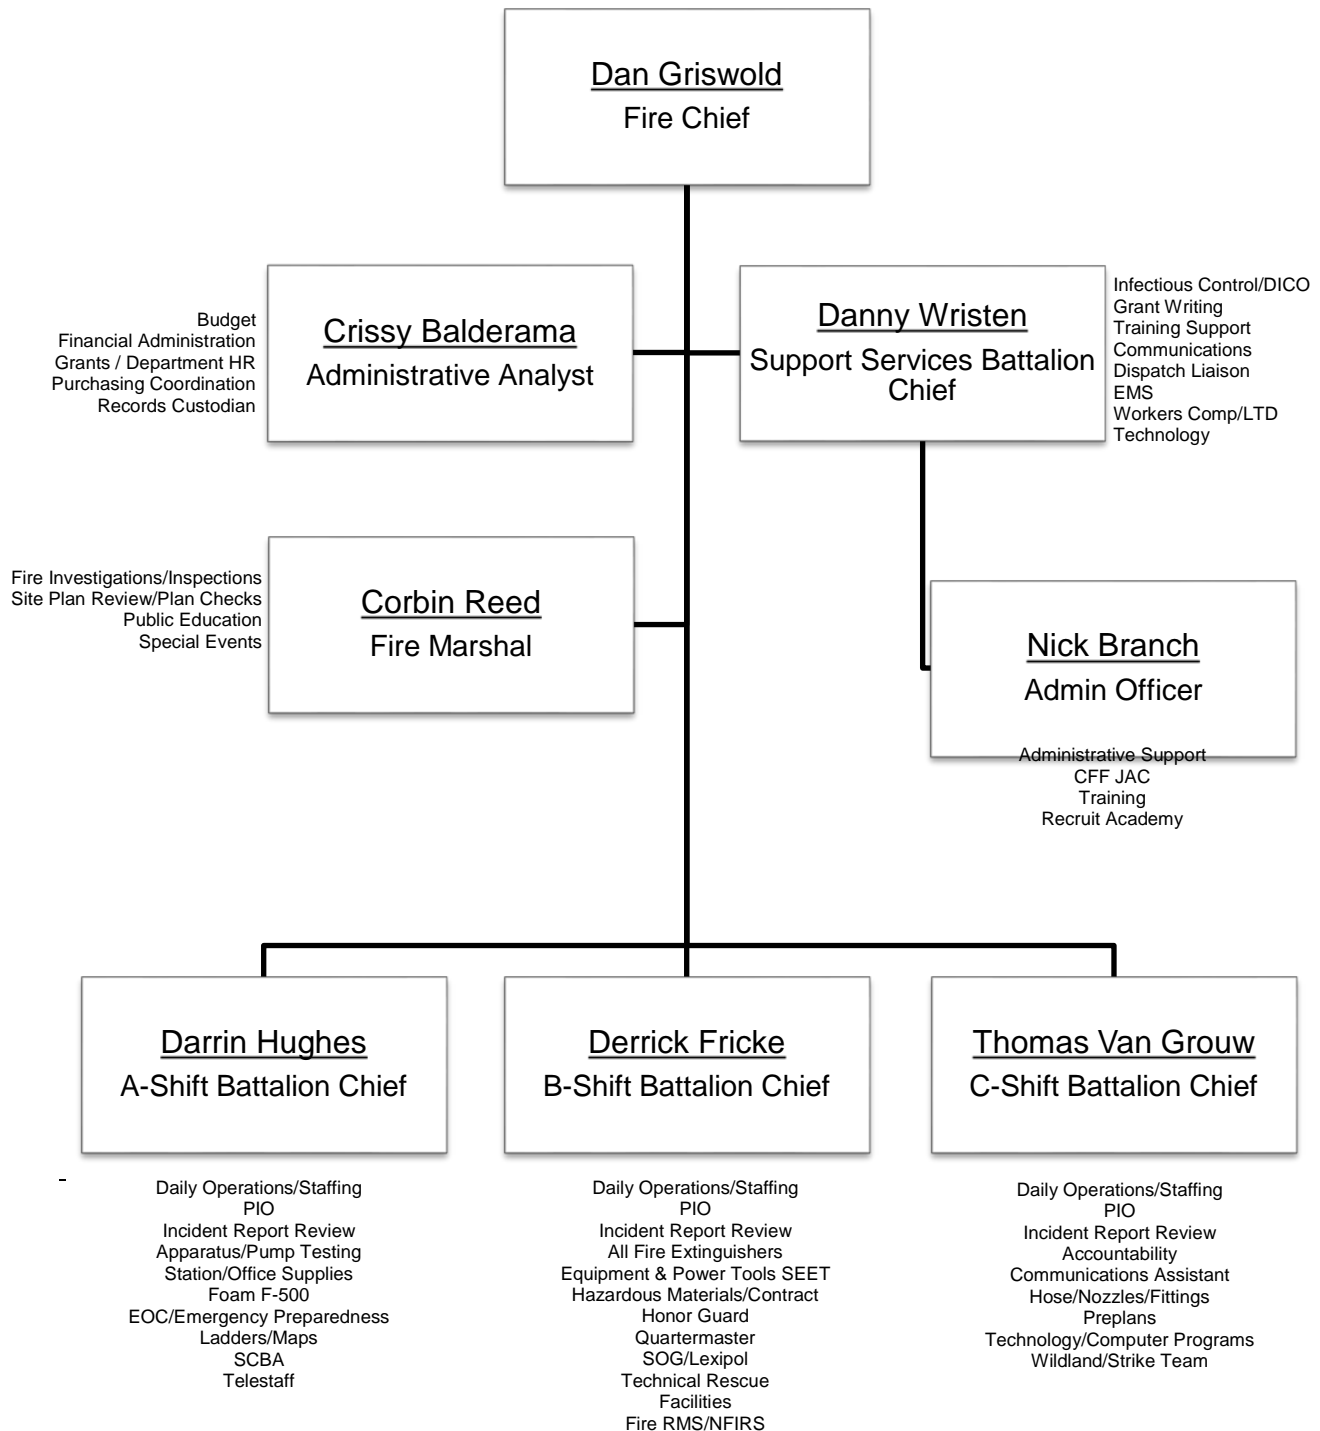 Dan Griswold
Fire Chief
Budget
Financial Administration
Grants / Department HR
Purchasing Coordination
Records Custodian
Crissy Balderama
Administrative Analyst
Danny Wristen
Support Services Battalion
Chief
Infectious Control/DICO
Grant Writing
Training Support
Communications
Dispatch Liaison
EMS
Workers Comp/LTD
Technology
Fire Investigations/Inspections
Site Plan Review/Plan Checks
Public Education
Special Events
Corbin Reed
Fire Marshal
Nick Branch
Admin Officer
Administrative Support
CFF JAC
Training
Recruit Academy
Darrin Hughes
A-Shift Battalion Chief
Derrick Fricke
B-Shift Battalion Chief
Thomas Van Grouw
C-Shift Battalion Chief
Daily Operations/Staffing
PIO
Incident Report Review
Apparatus/Pump Testing
Station/Office Supplies
Foam F-500
EOC/Emergency Preparedness
Ladders/Maps
SCBA
Telestaff
Daily Operations/Staffing
PIO
Incident Report Review
All Fire Extinguishers
Equipment & Power Tools SEET
Hazardous Materials/Contract
Honor Guard
Quartermaster
SOG/Lexipol
Technical Rescue
Facilities
Fire RMS/NFIRS
Daily Operations/Staffing
PIO
Incident Report Review
Accountability
Communications Assistant
Hose/Nozzles/Fittings
Preplans
Technology/Computer Programs
Wildland/Strike Team